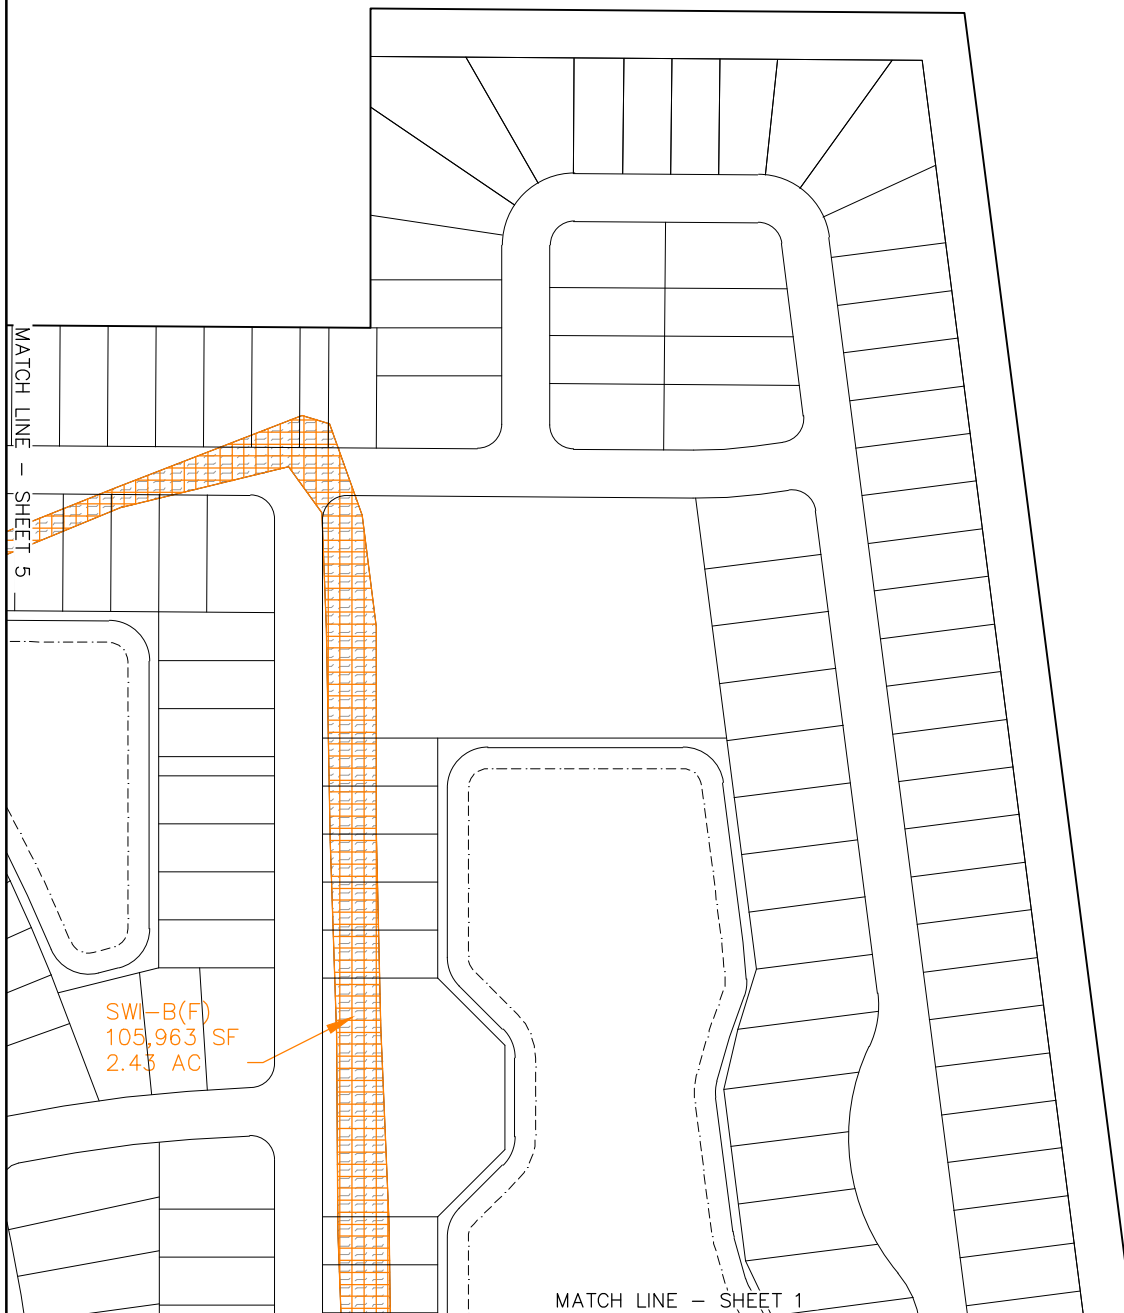 MATCH LINE – SHEET 5
SWI–B(F)
105,963 SF
2.43 AC
MATCH LINE – SHEET 1